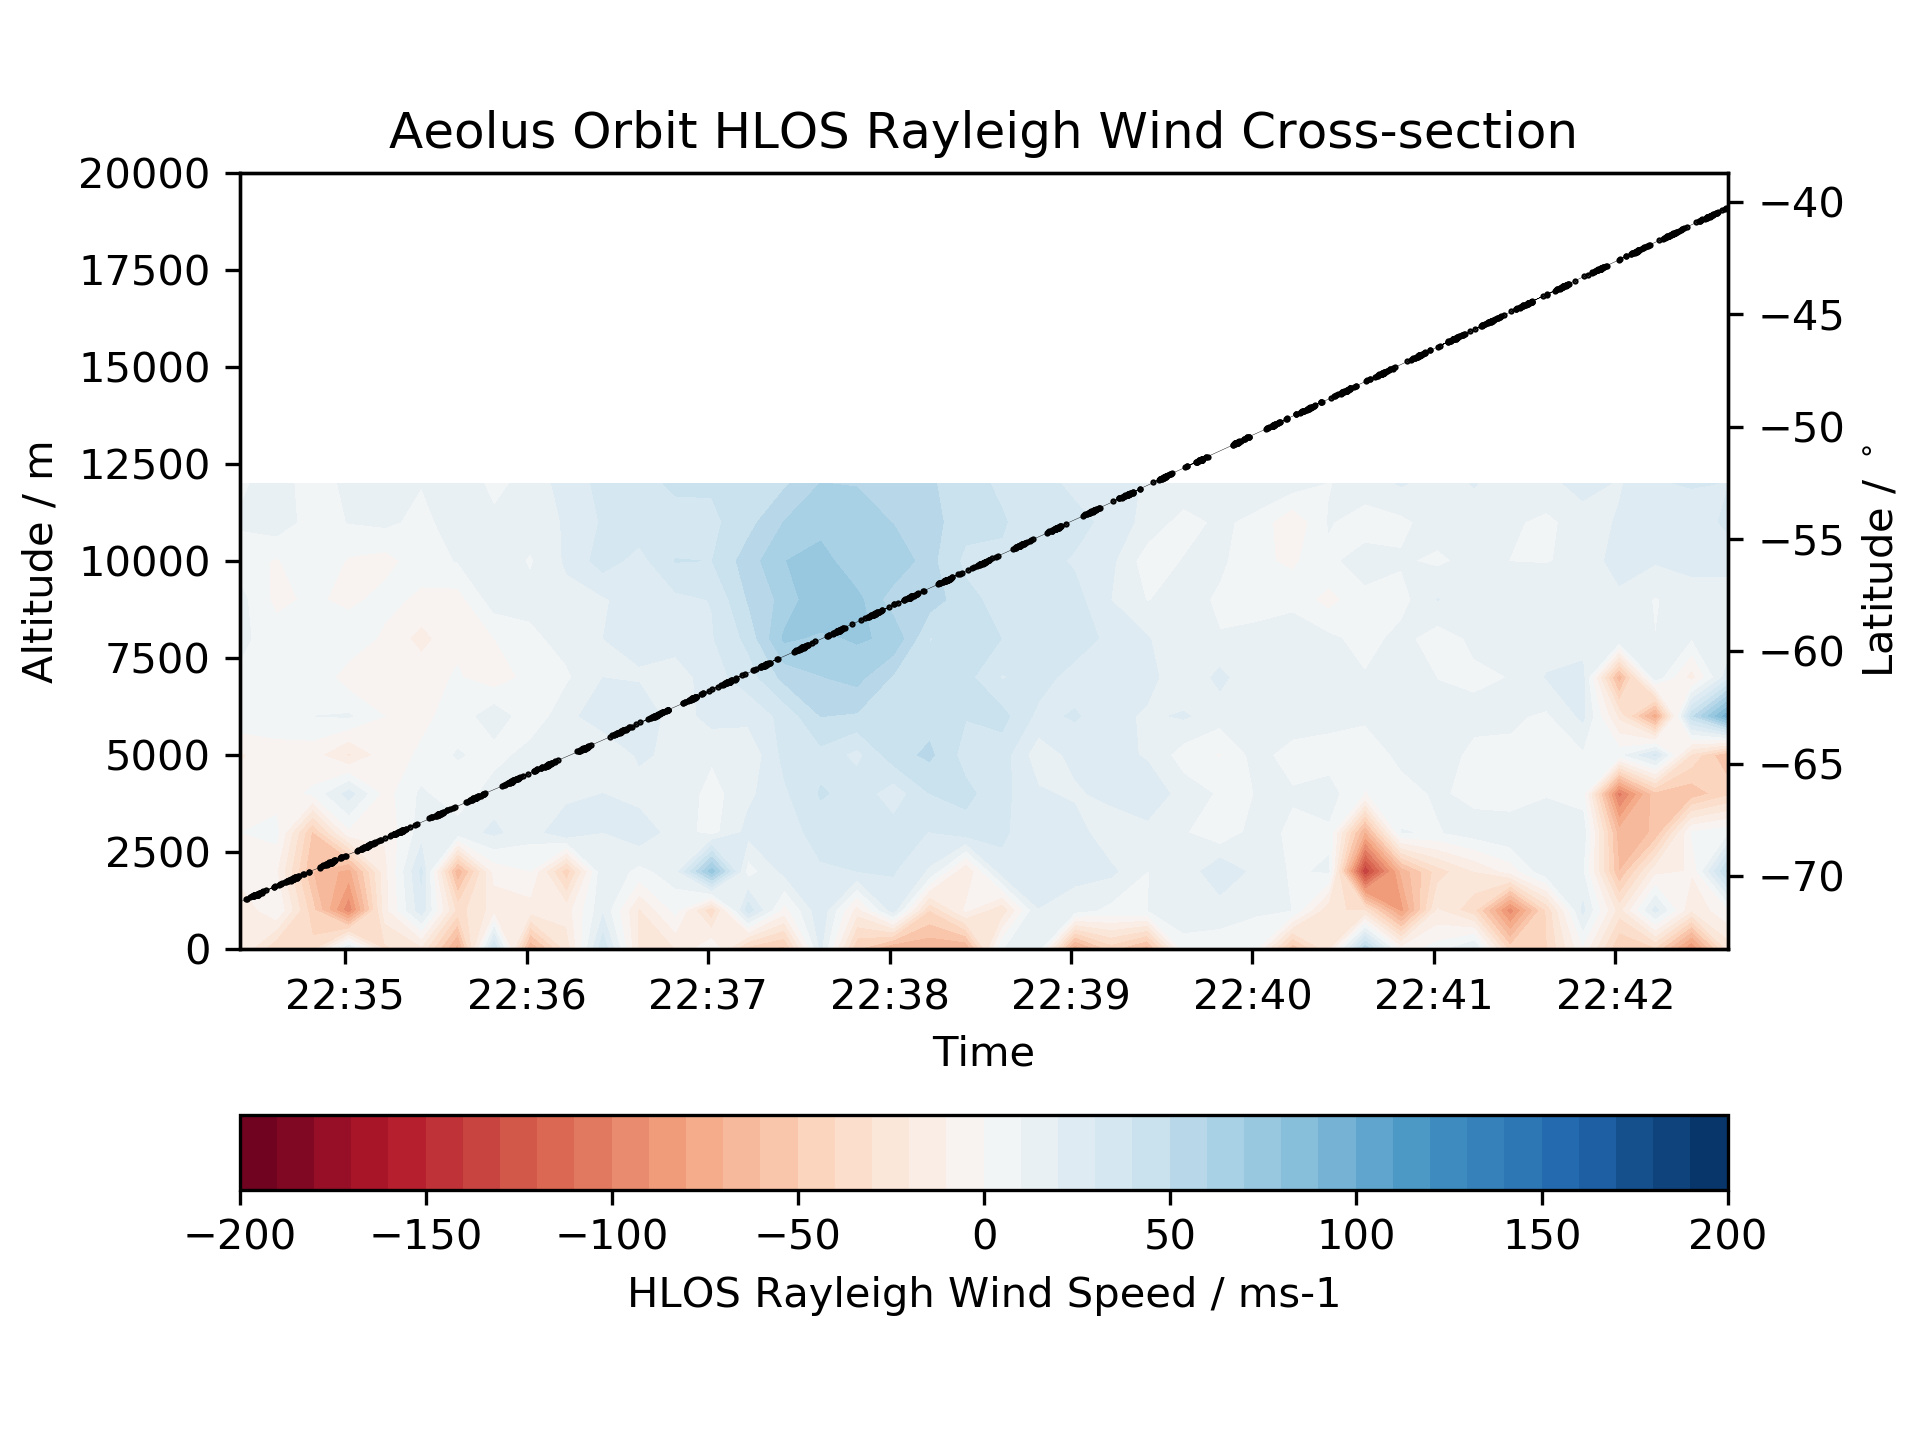 Aeolus Orbit HLOS Rayleigh Wind Cross-section
20000
17500
15000
12500
10000
7500
5000
2500
0
Altitude / m
−40
−45
−50
−55
−60
−65
−70
Latitude / °
22:35 22:36 22:37 22:38 22:39 22:40 22:41 22:42
Time
−200 −150 −100 −50 0 50 100 150 200
HLOS Rayleigh Wind Speed / ms-1